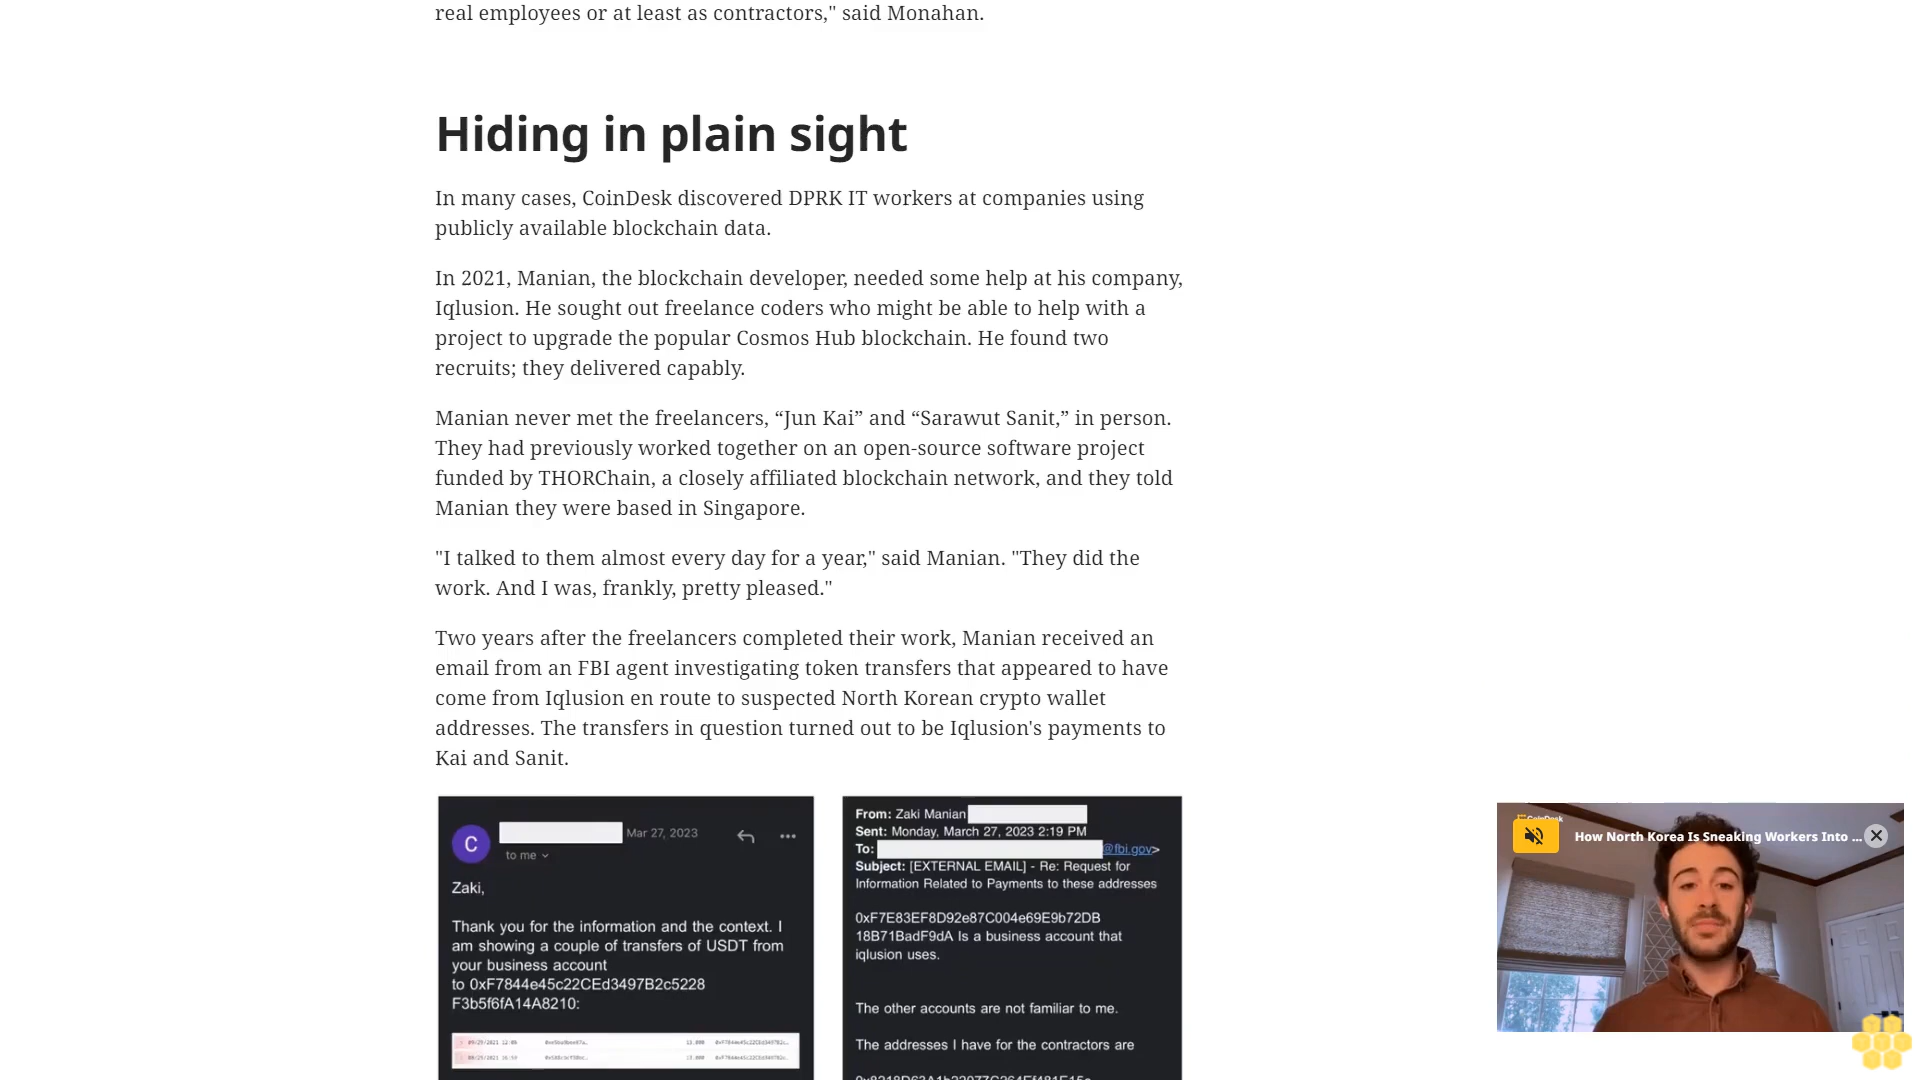 real employees or at least as contractors," said Monahan.
Hiding in plain sight
In many cases, CoinDesk discovered DPRK IT workers at companies using
publicly available blockchain data.
In 2021, Manian, the blockchain developer, needed some help at his company,
Iqlusion. He sought out freelance coders who might be able to help with a
project to upgrade the popular Cosmos Hub blockchain. He found two
recruits; they delivered capably.
Manian never met the freelancers, “Jun Kai” and “Sarawut Sanit,” in person.
They had previously worked together on an open-source software project
funded by THORChain, a closely affiliated blockchain network, and they told
Manian they were based in Singapore.
"I talked to them almost every day for a year," said Manian. "They did the
work. And I was, frankly, pretty pleased."
Two years after the freelancers completed their work, Manian received an
email from an FBI agent investigating token transfers that appeared to have
come from Iqlusion en route to suspected North Korean crypto wallet
addresses. The transfers in question turned out to be Iqlusion's payments to
Kai and Sanit.
C
Mar 27, 2023
to me
Zaki,
Thank you for the information and the context. I
am showing a couple of transfers of USDT from
your business account
to 0xF7844e45c22CEd3497B2c5228
F3b5f6fA14A8210:
From: Zaki Manian
Sent: Monday, March 27, 2023 2:19 PM
To: @fbi.gov>
Subject: [EXTERNAL EMAIL] - Re: Request for
Information Related to Payments to these addresses
0xF7E83EF8D92e87C004e69E9b72DB
18B71BadF9dA Is a business account that
iqlusion uses.
The other accounts are not familiar to me.
The addresses I have for the contractors are
CoinDesk
How North Korea Is Sneaking Workers Into ...